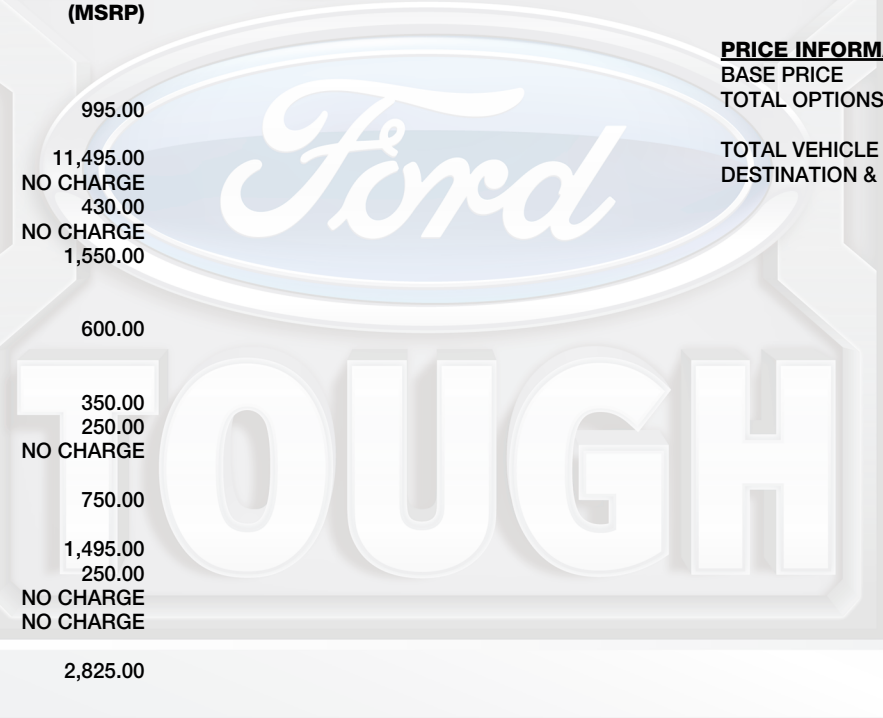 (MSRP)
995.00
11,495.00
NO CHARGE
430.00
NO CHARGE
1,550.00
600.00
350.00
250.00
NO CHARGE
750.00
1,495.00
250.00
NO CHARGE
NO CHARGE
2,825.00
PRICE INFORMA
BASE PRICE
TOTAL OPTIONS
TOTAL VEHICLE
DESTINATION &
Ford
TOUGH